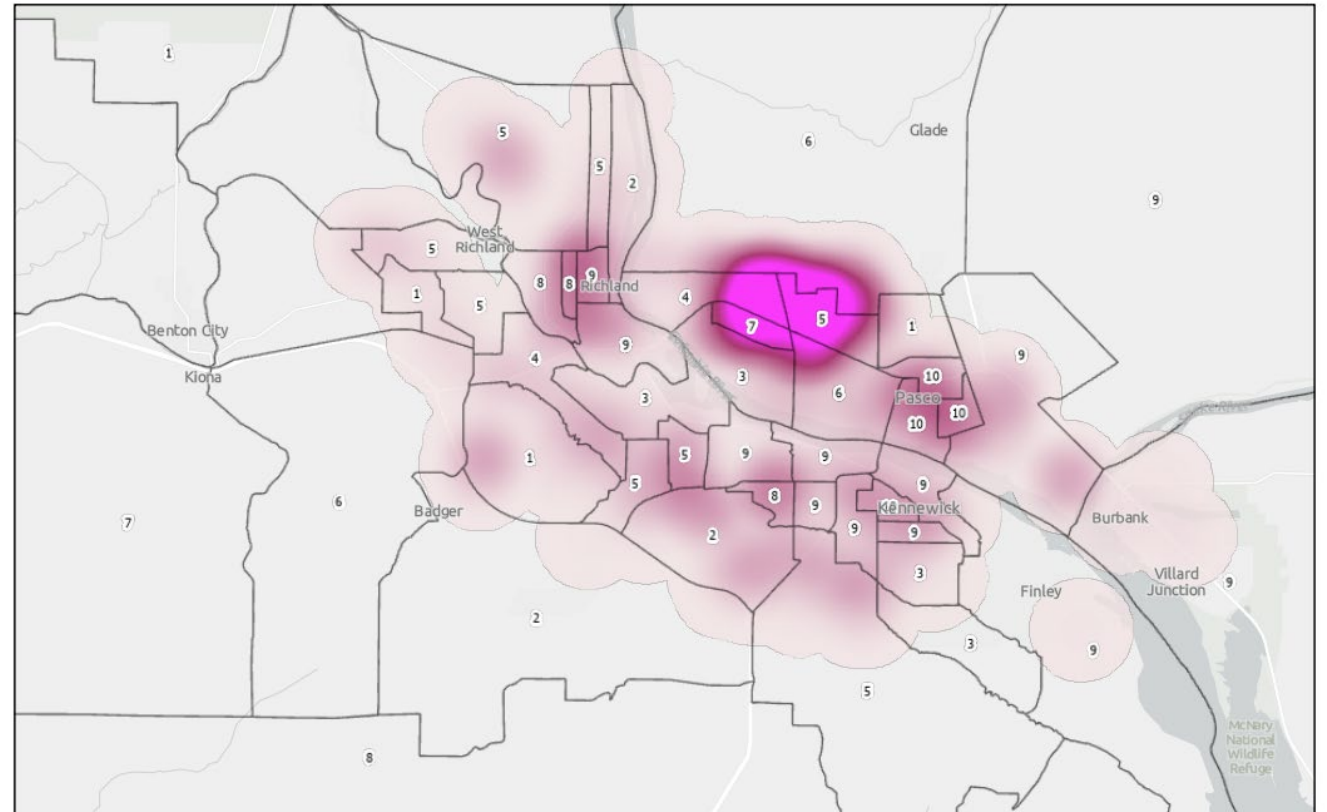 1
Glade
5
6
5
2
9
West
Richland
5
8
8
9
Richland
1
5
4
7
5
1
Benton City
9
4
9
Kiona
3
6
10
3
Pasco
10
10
1
5
9
9
5
9
8
9
Kennewick
9
6
Badger
7
2
9
Burbank
3
Villard
Junction
9
Finley
2
3
9
5
McNary
National
Wildlife
Refuge
8